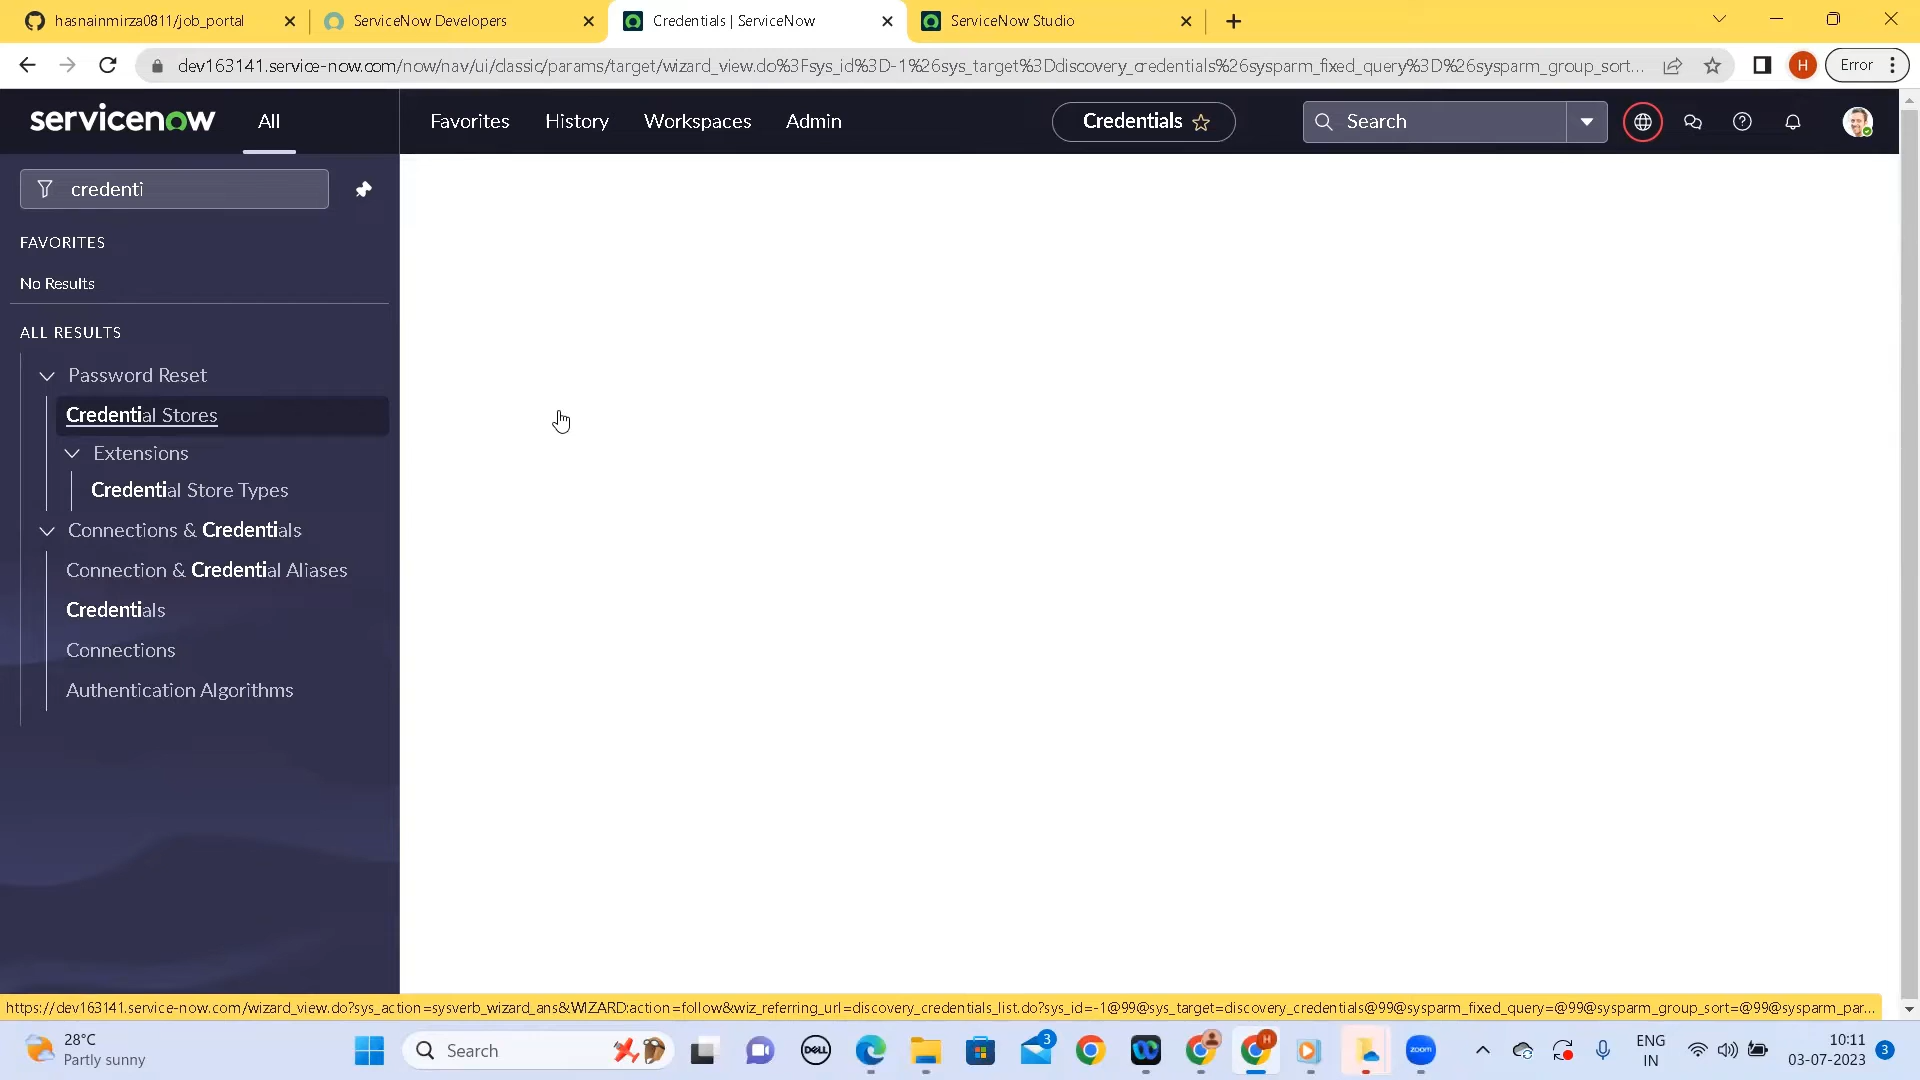 hasnainmirza0811/job_portal
ServiceNow Developers
Credentials | ServiceNow
ServiceNow Studio
dev163141.service-now.com/now/nav/ui/classic/params/target/wizard_view.do%3Fsys_id%3D-1%26sys_target%3Ddiscovery_credentials%26sysparm_fixed_query%3D%26sysparm_group_sort...
H
Error
servicenow
All
Favorites
History
Workspaces
Admin
Credentials
Search
credenti
FAVORITES
No Results
ALL RESULTS
Password Reset
Credential Stores
Extensions
Credential Store Types
Connections & Credentials
Connection & Credential Aliases
Credentials
Connections
Authentication Algorithms
https://dev163141.service-now.com/wizard_view.do?sys_action=sysverb_wizard_ans&WIZARD:action=follow&wiz_referring_url=discovery_credentials_list.do?sys_id=-1@99@sys_target=discovery_credentials@99@sysparm_fixed_query=@99@sysparm_group_sort=@99@sysparm_par...
28°C
Partly sunny
Search
DELL
3
H
zoom
ENG
IN
10:11
03-07-2023
3